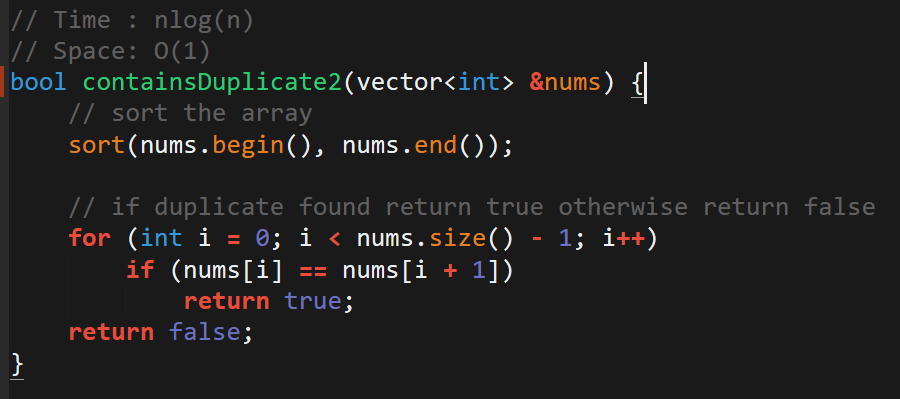 // Time : nlog(n)
// Space: O(1)
bool containsDuplicate2(vector<int> &nums) {
    // sort the array
    sort(nums.begin(), nums.end());

    // if duplicate found return true otherwise return false
    for (int i = 0; i < nums.size() - 1; i++)
        if (nums[i] == nums[i + 1])
            return true;
    return false;
}